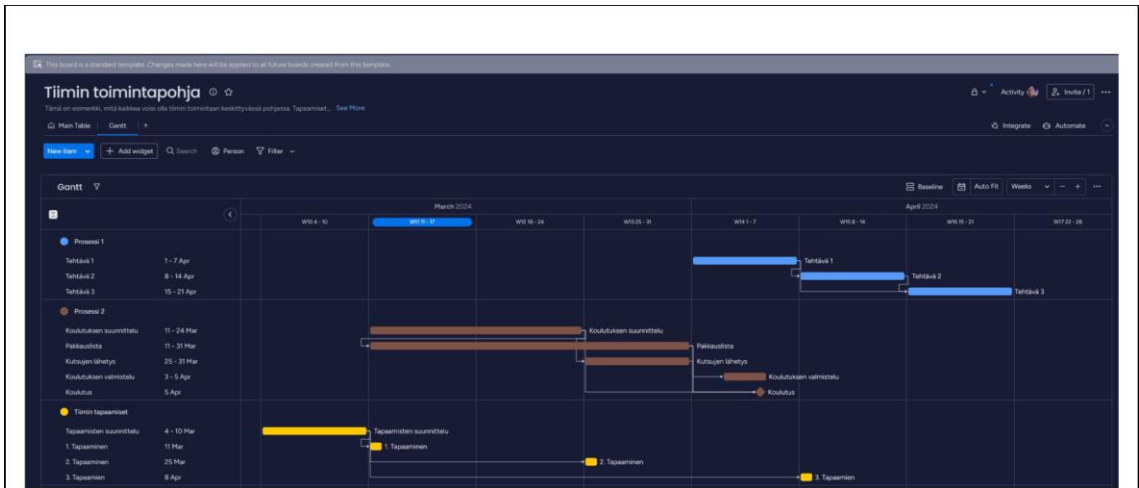 This board is a standard template. Changes made here will be applied to all future boards created from this template.
Tiimin toimintapohja
Activity
Invite / 1
Tämä on esimerkki, mitä kaikkea voisi olla tiimin toimintaan keskittyvässä pohjassa. Tapaamiset... See More
Main Table
Gantt
+
Integrate
Automate
New item
+ Add widget
Search
Person
Filter
Gantt
Baseline
Auto Fit
Weeks
- +
March 2024
April 2024
W10 4 - 10
W11 11 - 17
W12 18 - 24
W13 25 - 31
W14 1 - 7
W15 8 - 14
W16 15 - 21
W17 22 - 28
Prosessi 1
Tehtävä 1 1 - 7 Apr Tehtävä 1
Tehtävä 2 8 - 14 Apr Tehtävä 2
Tehtävä 3 15 - 21 Apr Tehtävä 3
Prosessi 2
Koulutuksen suunnittelu 11 - 24 Mar Koulutuksen suunnittelu
Pakkauslista 11 - 31 Mar Pakkauslista
Kutsujen lähetys 25 - 31 Mar Kutsujen lähetys
Koulutuksen valmistelu 3 - 5 Apr Koulutuksen valmistelu
Koulutus 5 Apr Koulutus
Tiimin tapaamiset
Tapaamisten suunnittelu 4 - 10 Mar Tapaamisten suunnittelu
1. Tapaaminen 11 Mar 1. Tapaaminen
2. Tapaaminen 25 Mar 2. Tapaaminen
3. Tapaamien 8 Apr 3. Tapaamien